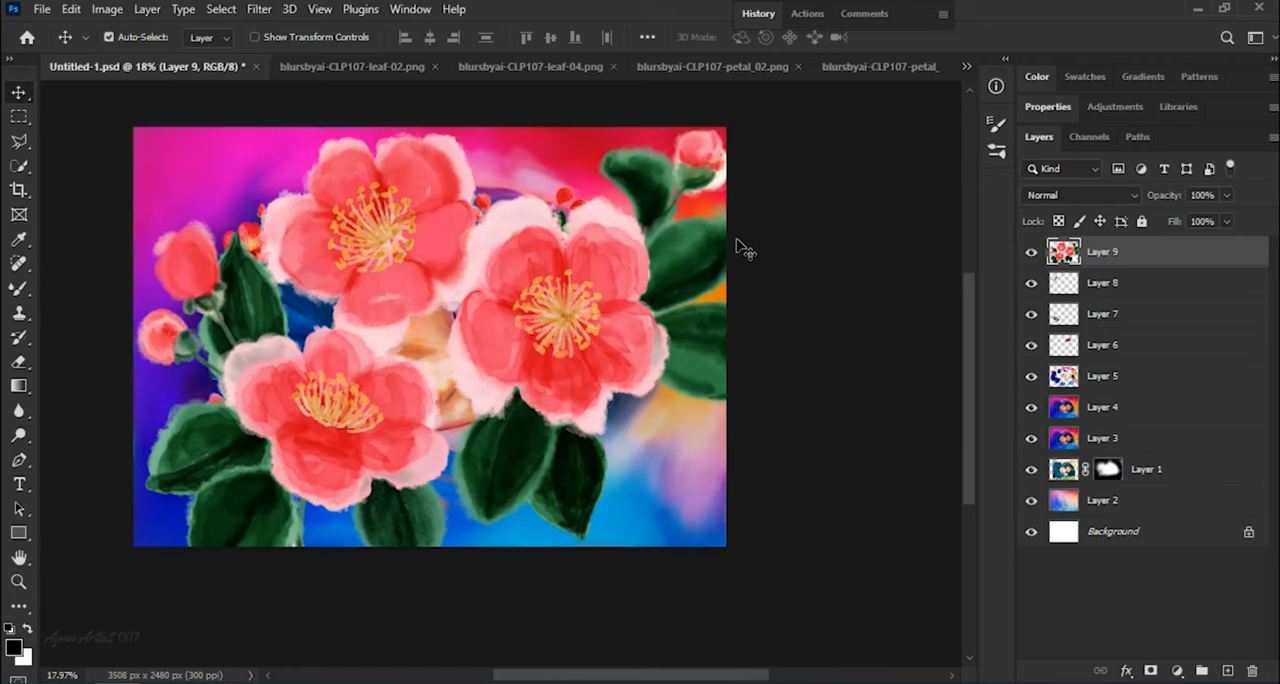 Ps File Edit Image Layer Type Select Filter 3D View Plugins Window Help
History Actions Comments
Auto-Select: Layer Show Transform Controls 3D Mode:
Untitled-1.psd @ 18% (Layer 9, RGB/8) * blursbyai-CLP107-leaf-02.png blursbyai-CLP107-leaf-04.png blursbyai-CLP107-petal_02.png blursbyai-CLP107-petal_
Color Swatches Gradients Patterns
Properties Adjustments Libraries
Layers Channels Paths
Kind
Normal Opacity: 100%
Lock: Fill: 100%
Layer 9
Layer 8
Layer 7
Layer 6
Layer 5
Layer 4
Layer 3
Layer 1
Layer 2
Background
Ayan Artist 007
17.97% 3508 px x 2480 px (300 ppi)